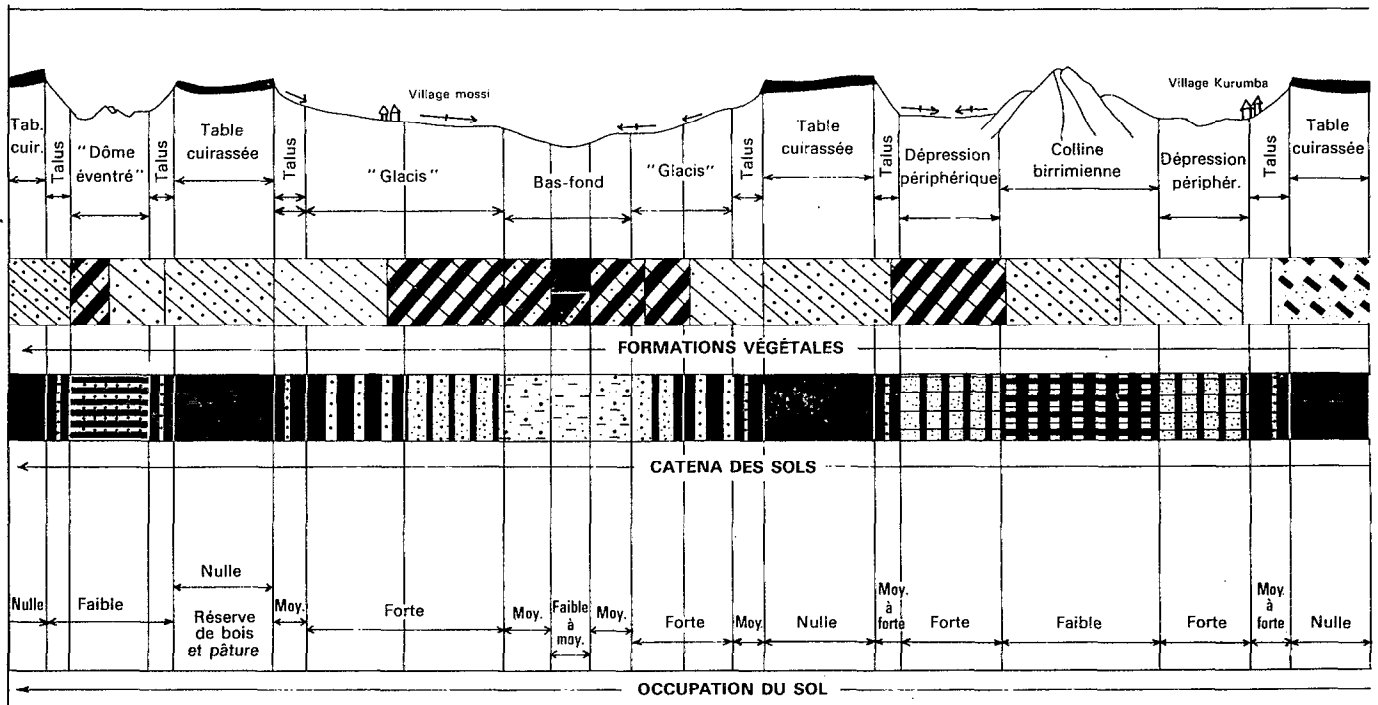 Village mossi
Village Kurumba
Tab.
cuir.
Talus
"Dôme
éventré"
Talus
Table
cuirassée
Talus
"Glacis"
Bas-fond
"Glacis"
Talus
Table
cuirassée
Talus
Dépression
périphérique
Colline
birrimienne
Dépression
périphér.
Talus
Table
cuirassée
FORMATIONS VÉGÉTALES
CATENA DES SOLS
Nulle
Faible
Nulle
Réserve
de bois
et pâture
Moy.
Forte
Moy.
Faible
à
moy.
Moy.
Forte
Moy.
Nulle
Moy.
à
forte
Forte
Faible
Forte
Moy.
à
forte
Nulle
OCCUPATION DU SOL